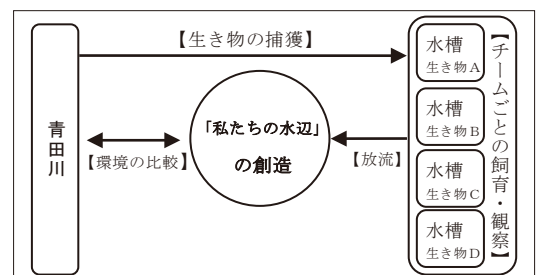 【生き物の捕獲】
青田川
「私たちの水辺」
の創造
【環境の比較】
【放流】
水槽
生き物A
水槽
生き物B
水槽
生き物C
水槽
生き物D
【チームごとの飼育・観察】